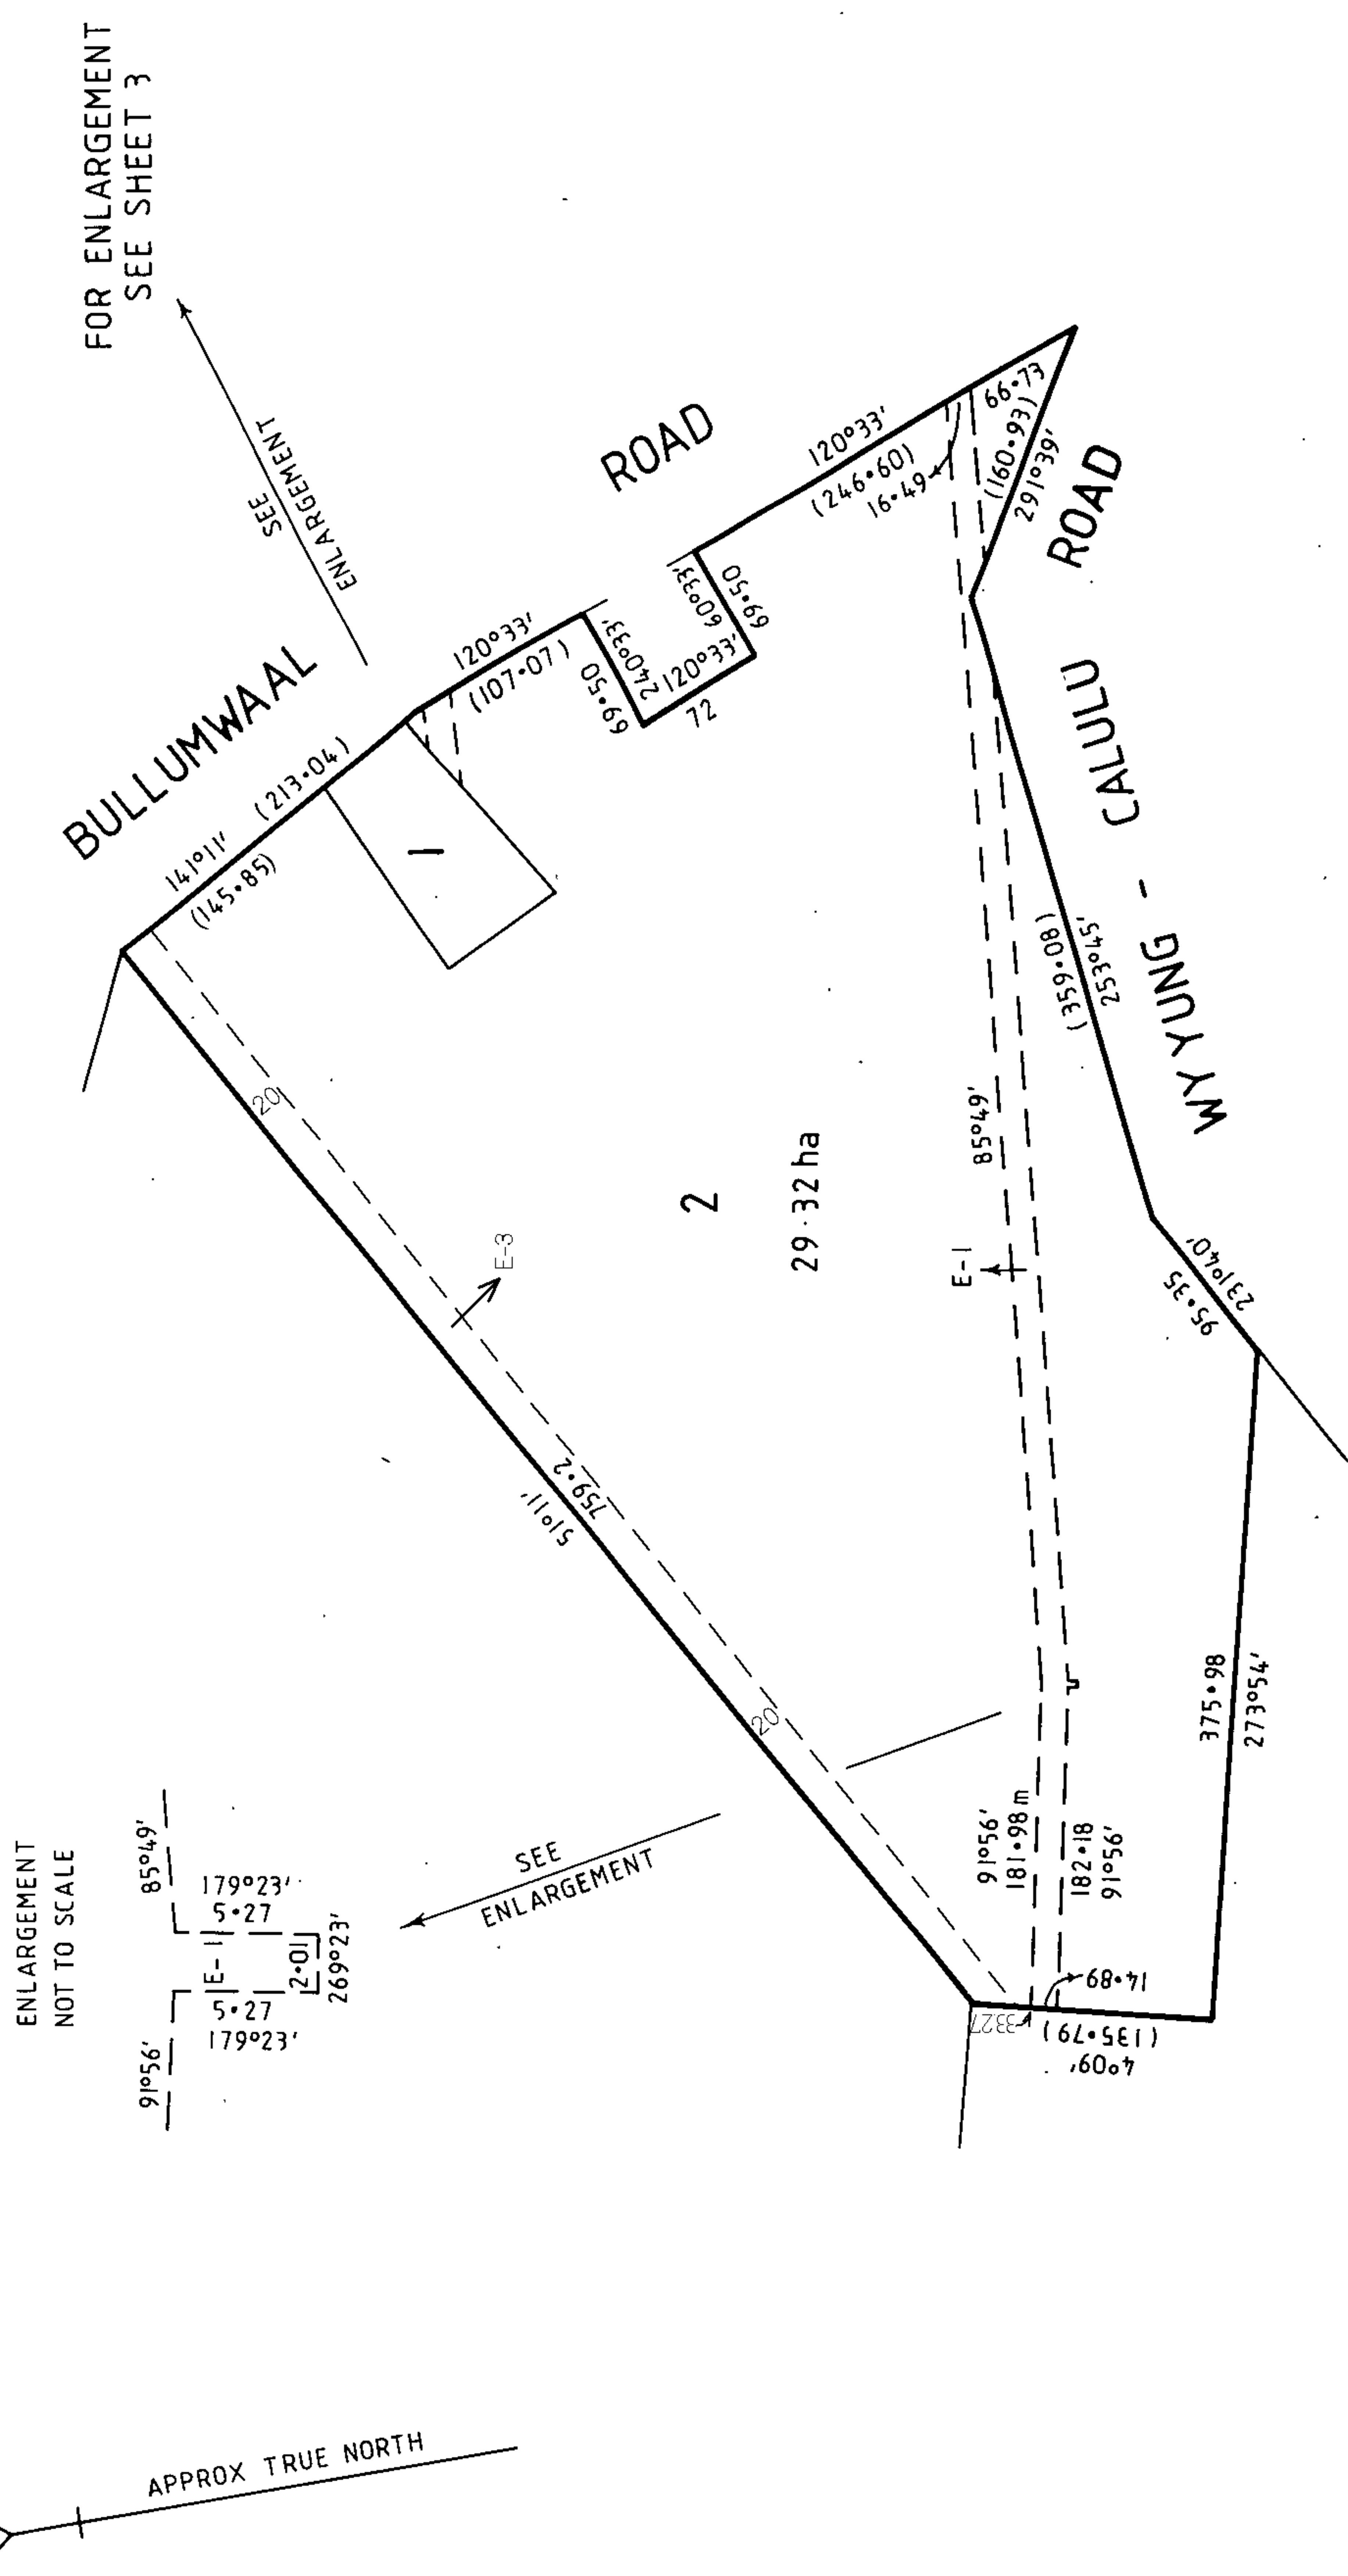 FOR ENLARGEMENT
SEE SHEET 3
SEE
ENLARGEMENT
BULLUMWAAL
ROAD
141°11'
(213·04)
(145·85)
120°33'
(107·07)
240°33'
69·50
120°33'
72
60°33'
69·50
120°33'
(246·60)
16·49
66·73
(160·93)
291°39'
ROAD
CALULU
-
WY YUNG
1
20
E-3
2
29·32 ha
85°49'
E-1
(359·08)
253°45'
95·35
231°40'
759·2
51°11'
20
375·98
273°54'
91°56'
181·98 m
182·18
91°56'
14·89
33.27
(135·79)
4°09'
SEE
ENLARGEMENT
ENLARGEMENT
NOT TO SCALE
85°49'
179°23'
5·27
E-1
2·01
269°23'
5·27
179°23'
91°56'
APPROX TRUE NORTH